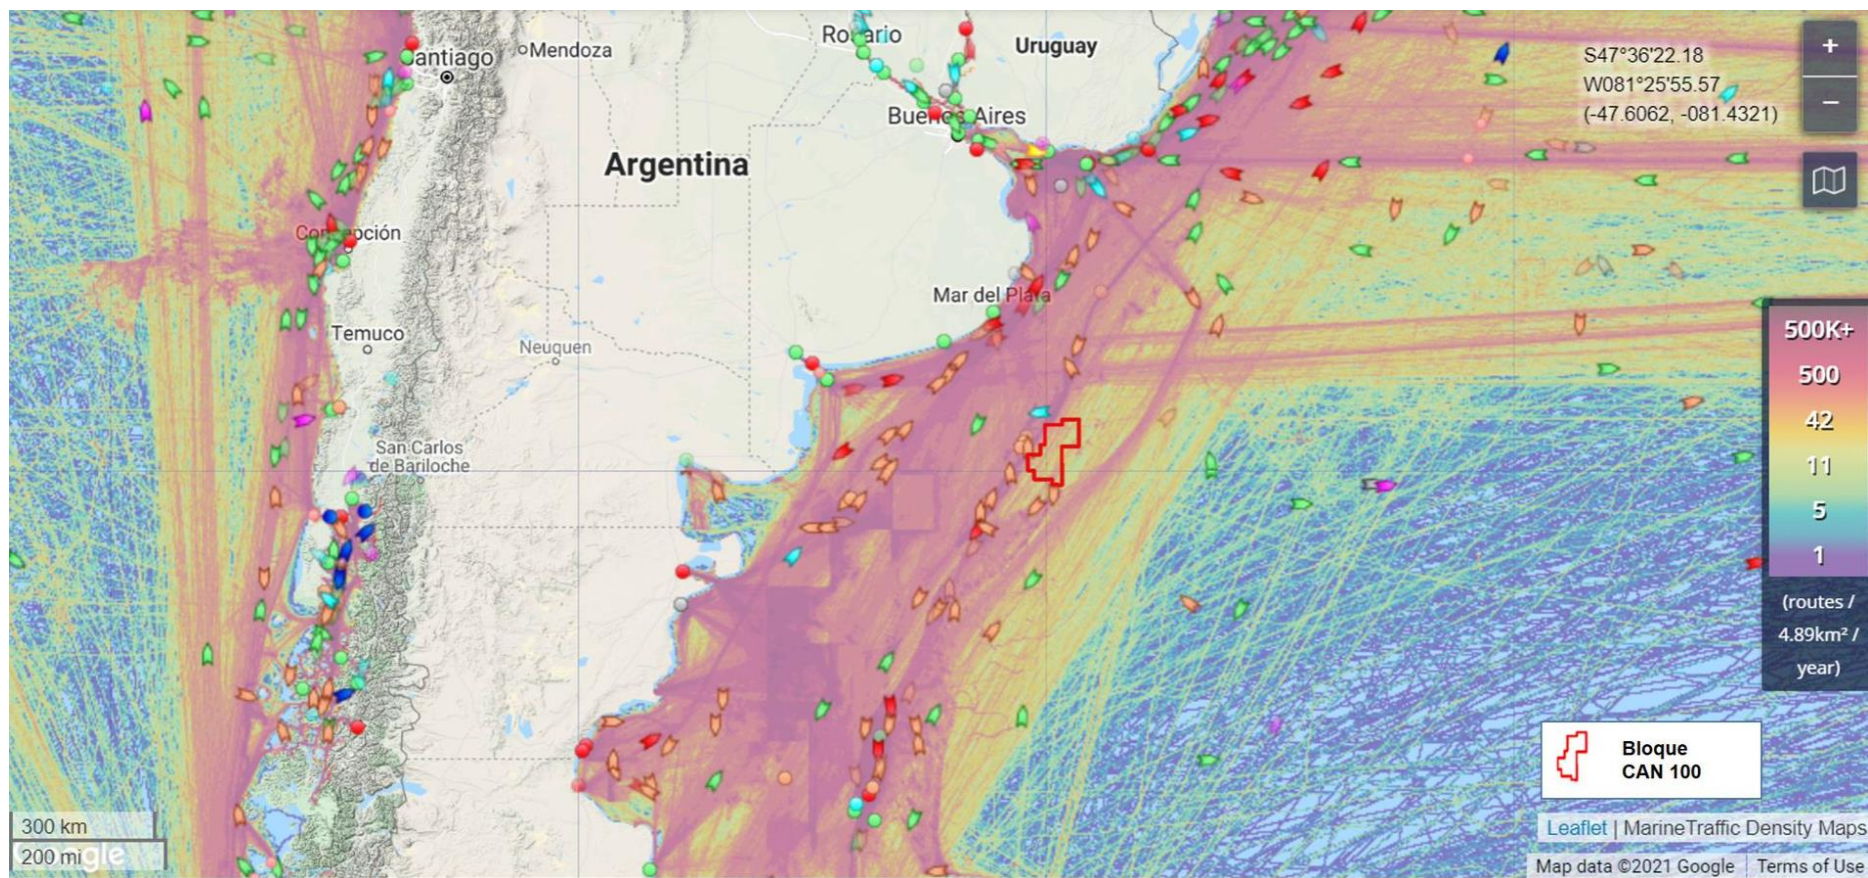 Santiago
Mendoza
Rosario
Uruguay
S47°36'22.18
W081°25'55.57
(-47.6062, -081.4321)
+
−
Buenos Aires
Argentina
Concepción
Mar del Plata
Temuco
Neuquen
San Carlos
de Bariloche
500K+
500
42
11
5
1
(routes /
4.89km² /
year)
Bloque
CAN 100
300 km
200 mi
Google
Leaflet | MarineTraffic Density Maps
Map data ©2021 Google
Terms of Use